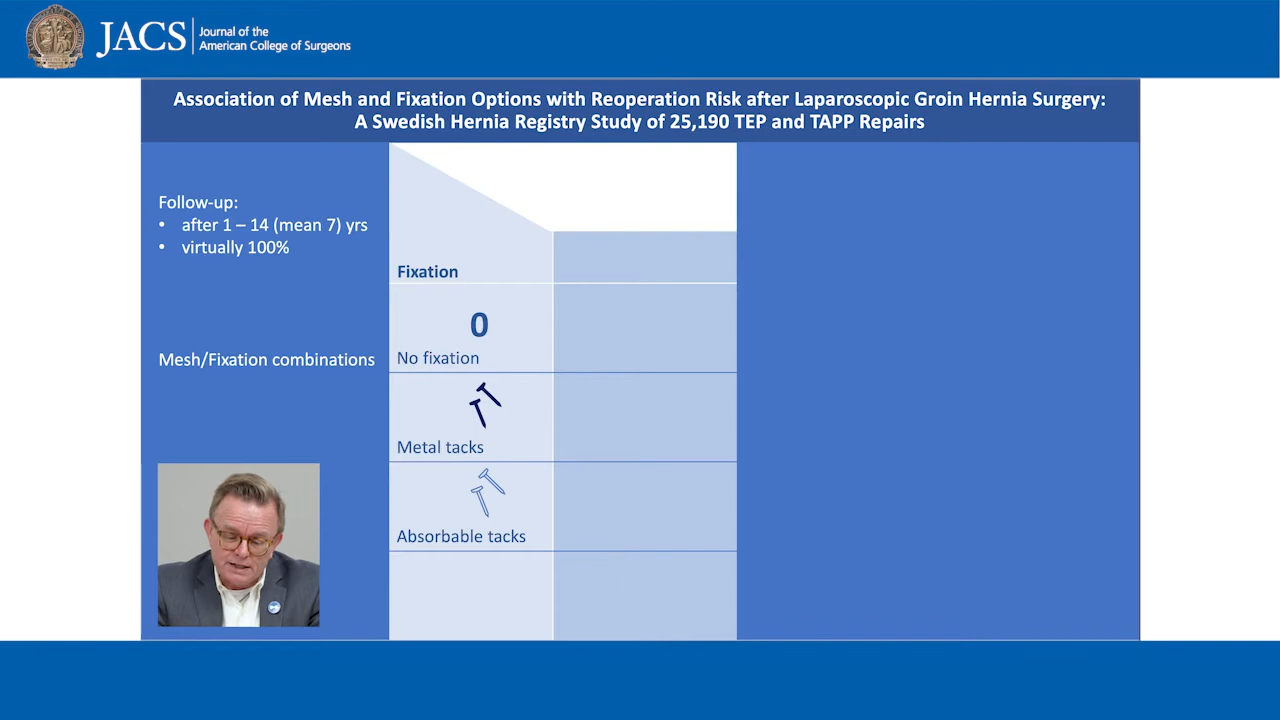 JACS
Journal of the
American College of Surgeons
Association of Mesh and Fixation Options with Reoperation Risk after Laparoscopic Groin Hernia Surgery:
A Swedish Hernia Registry Study of 25,190 TEP and TAPP Repairs
Follow-up:
• after 1 – 14 (mean 7) yrs
• virtually 100%
Mesh/Fixation combinations
Fixation
0
No fixation
Metal tacks
Absorbable tacks